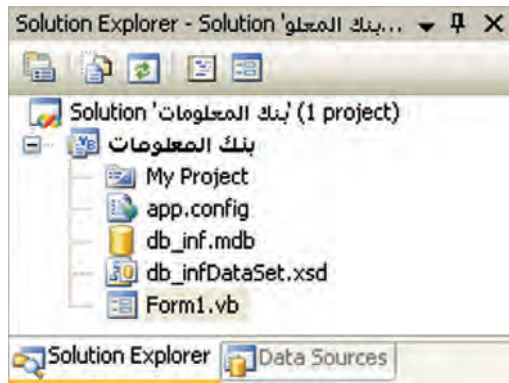 Solution Explorer - Solution 'بنك المعلو...
Solution 'بنك المعلومات' (1 project)
بنك المعلومات
My Project
app.config
db_inf.mdb
db_infDataSet.xsd
Form1.vb
Solution Explorer
Data Sources